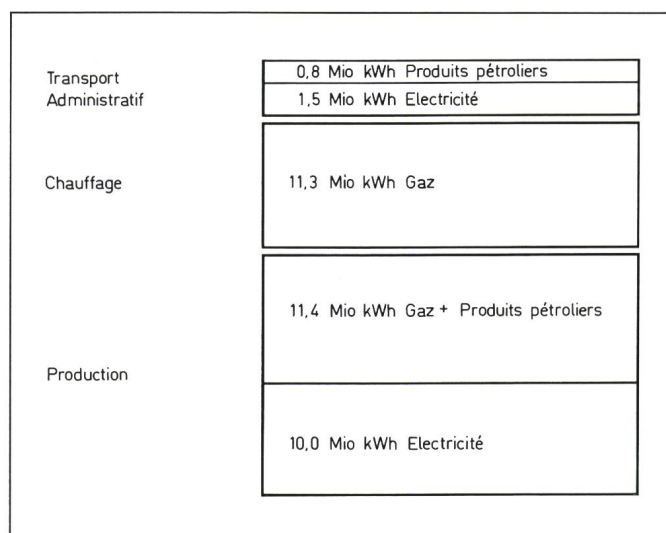 Transport
Administratif
0,8 Mio kWh Produits pétroliers
1,5 Mio kWh Electricité
Chauffage
11,3 Mio kWh Gaz
11,4 Mio kWh Gaz + Produits pétroliers
Production
10,0 Mio kWh Electricité